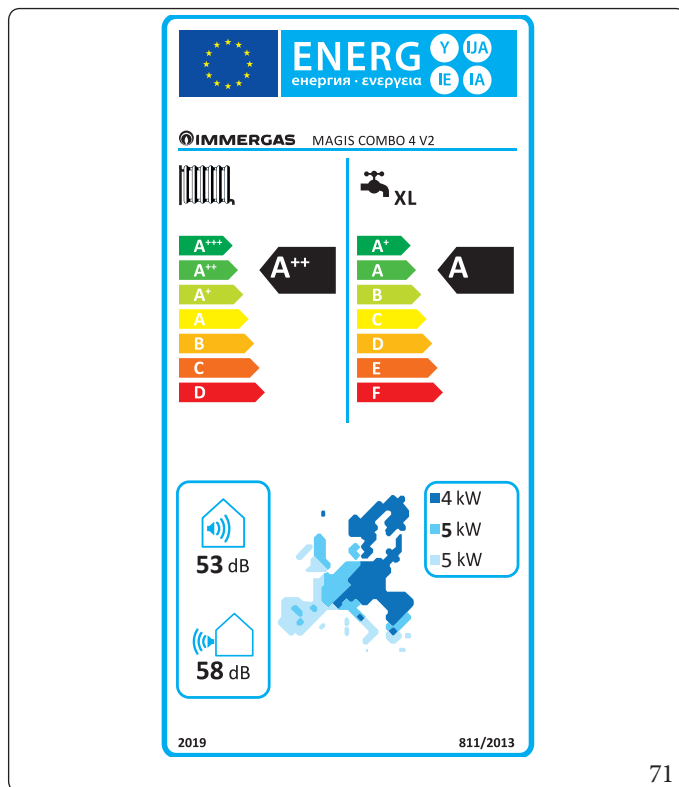 ENERG Y IJA
енергия · ενεργεια IE IA
IMMERGAS MAGIS COMBO 4 V2
XL
A+++
A++
A+
A
B
C
D
A++
A+
A
B
C
D
E
F
A
53 dB
58 dB
4 kW
5 kW
5 kW
2019 811/2013
71